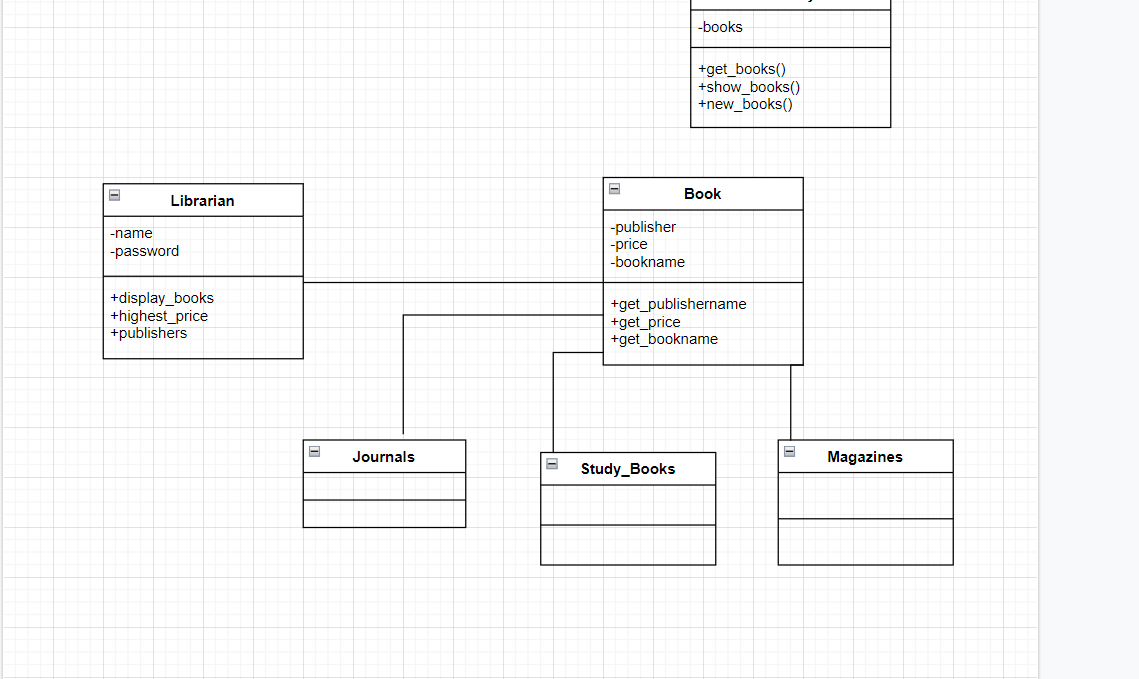 -books
+get_books()
+show_books()
+new_books()
Librarian
-name
-password
+display_books
+highest_price
+publishers
Book
-publisher
-price
-bookname
+get_publishername
+get_price
+get_bookname
Journals
Study_Books
Magazines